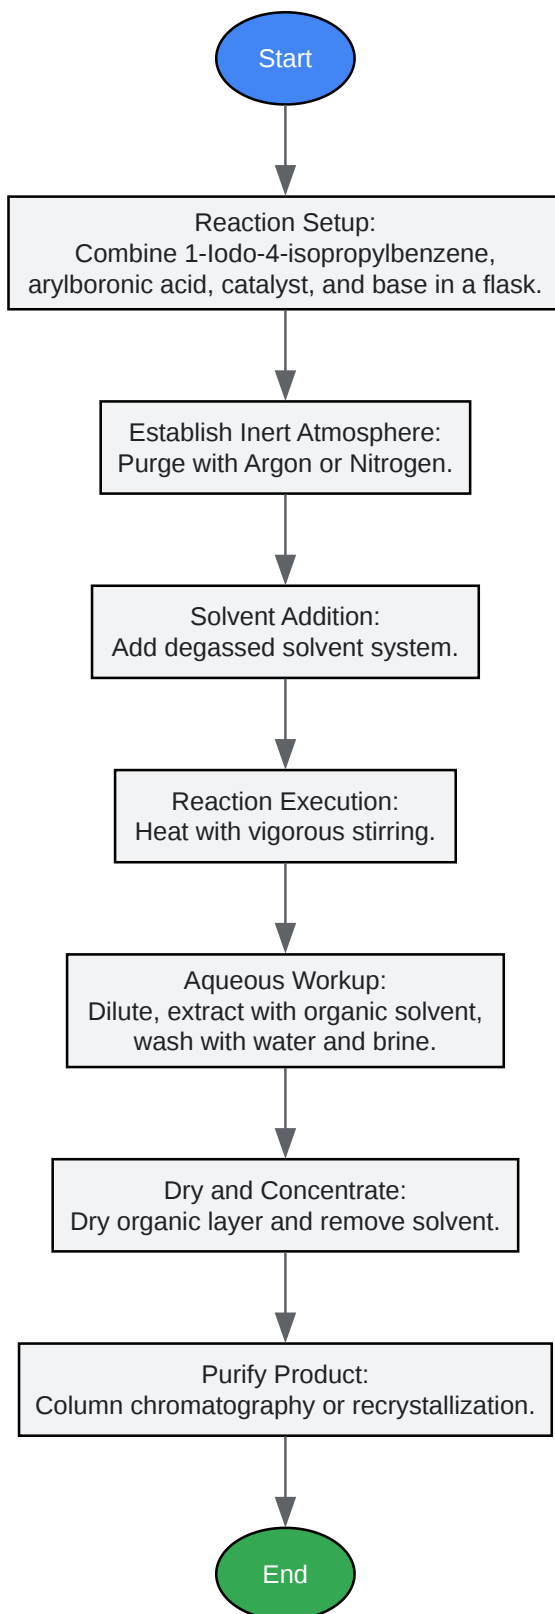 Start
Reaction Setup:
Combine 1-Iodo-4-isopropylbenzene,
arylboronic acid, catalyst, and base in a flask.
Establish Inert Atmosphere:
Purge with Argon or Nitrogen.
Solvent Addition:
Add degassed solvent system.
Reaction Execution:
Heat with vigorous stirring.
Aqueous Workup:
Dilute, extract with organic solvent,
wash with water and brine.
Dry and Concentrate:
Dry organic layer and remove solvent.
Purify Product:
Column chromatography or recrystallization.
End